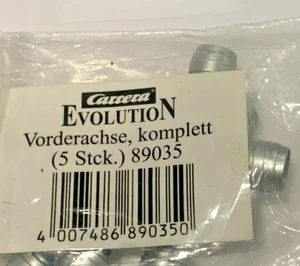 Carrera
EVOLUTION
Vorderachse, komplett
(5 Stck.) 89035
4 007486 890350